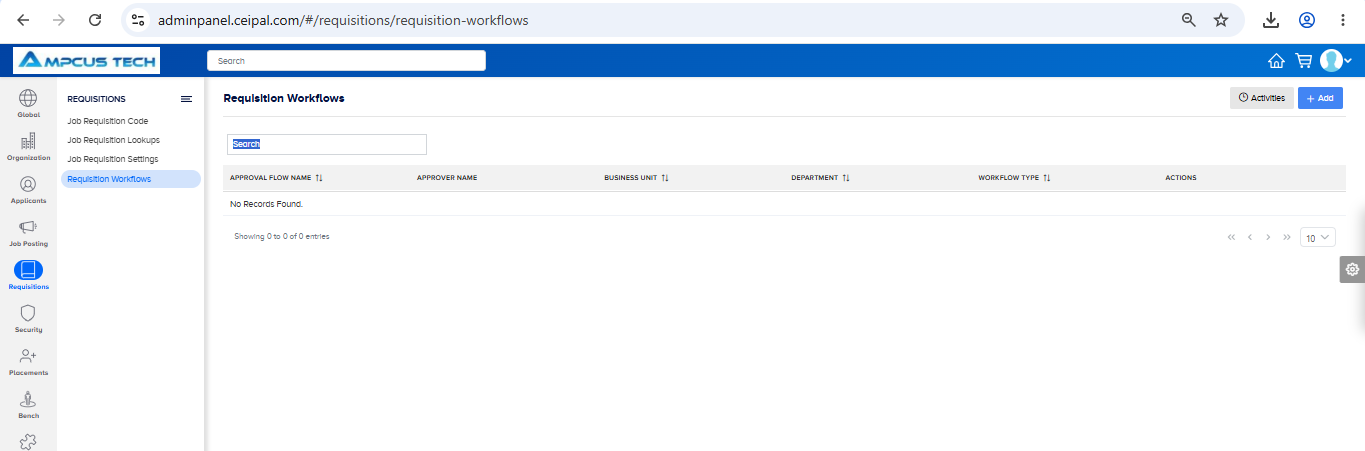 adminpanel.ceipal.com/#/requisitions/requisition-workflows
AMPCUS TECH
Search
Global
Organization
Applicants
Job Posting
Requisitions
Security
Placements
Bench
REQUISITIONS
Job Requisition Code
Job Requisition Lookups
Job Requisition Settings
Requisition Workflows
Requisition Workflows
Activities
+ Add
Search
APPROVAL FLOW NAME APPROVER NAME BUSINESS UNIT DEPARTMENT WORKFLOW TYPE ACTIONS
No Records Found.
Showing 0 to 0 of 0 entries
10